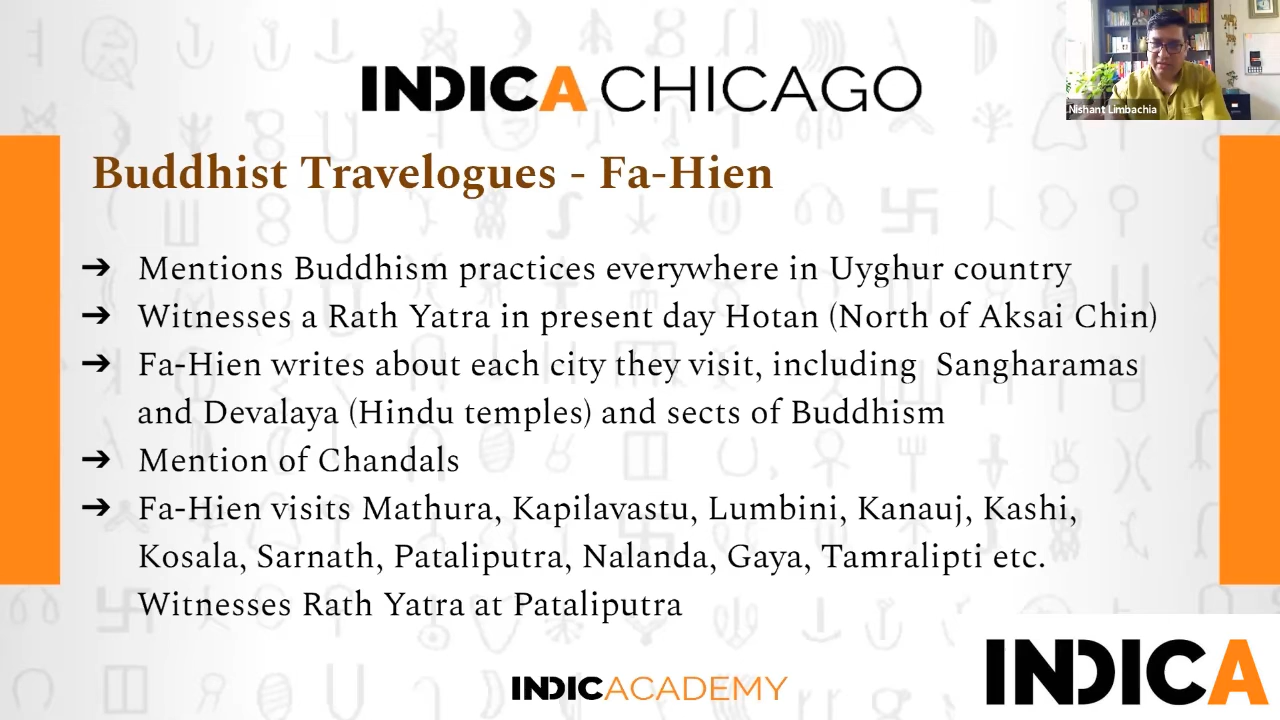 INDICA CHICAGO
Nishant Limbachia
Buddhist Travelogues - Fa-Hien
➔ Mentions Buddhism practices everywhere in Uyghur country
➔ Witnesses a Rath Yatra in present day Hotan (North of Aksai Chin)
➔ Fa-Hien writes about each city they visit, including Sangharamas
and Devalaya (Hindu temples) and sects of Buddhism
➔ Mention of Chandals
➔ Fa-Hien visits Mathura, Kapilavastu, Lumbini, Kanauj, Kashi,
Kosala, Sarnath, Pataliputra, Nalanda, Gaya, Tamralipti etc.
Witnesses Rath Yatra at Pataliputra
INDICACADEMY
INDICA